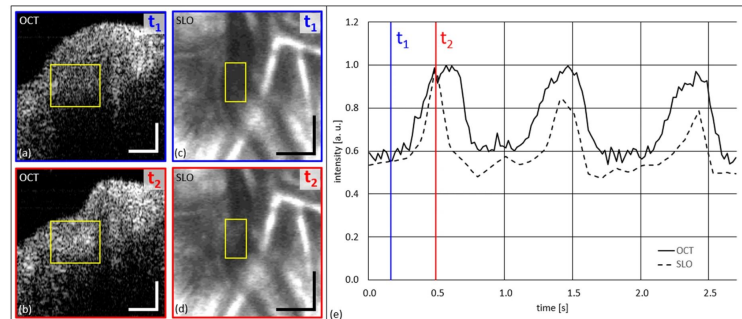 OCT
t1
(a)
SLO
t1
(c)
OCT
t2
(b)
SLO
t2
(d)
t1
t2
intensity [a. u.]
1.2
1.0
0.8
0.6
0.4
0.2
0.0
OCT
SLO
0.0 0.5 1.0 1.5 2.0 2.5
time [s]
(e)